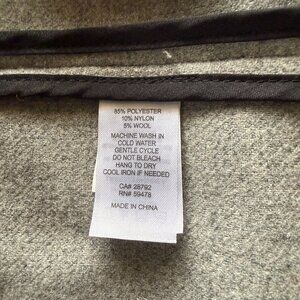 85% POLYESTER
10% NYLON
5% WOOL
MACHINE WASH IN
COLD WATER
GENTLE CYCLE
DO NOT BLEACH
HANG TO DRY
COOL IRON IF NEEDED
CA# 28792
RN# 59478
MADE IN CHINA